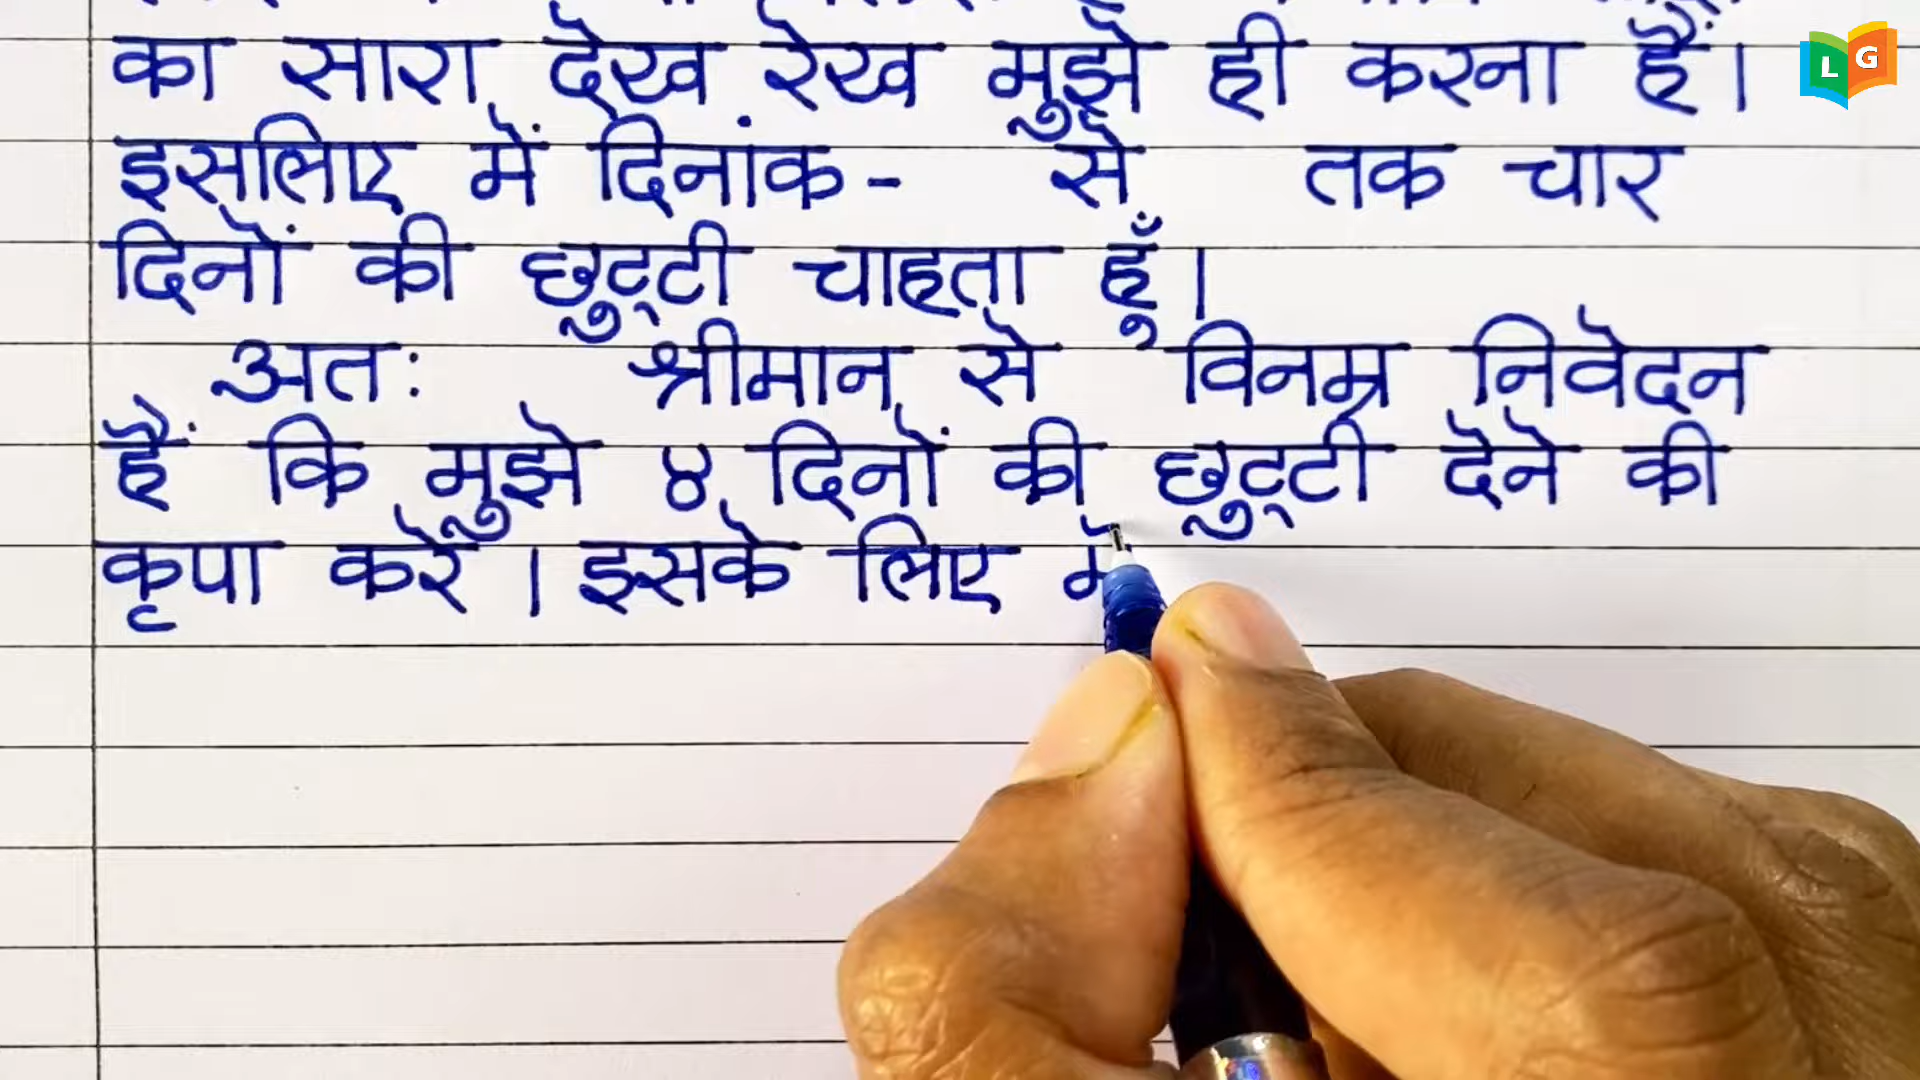 का सारा देख रेख मुझे ही करना हैं।
इसलिए में दिनांक- से तक चार
दिनों की छुट्टी चाहता हुँ।
अतः श्रीमान से विनम्र निवेदन
हैं कि मुझे ४ दिनों की छुट्टी देने की
कृपा करें। इसके लिए
L G